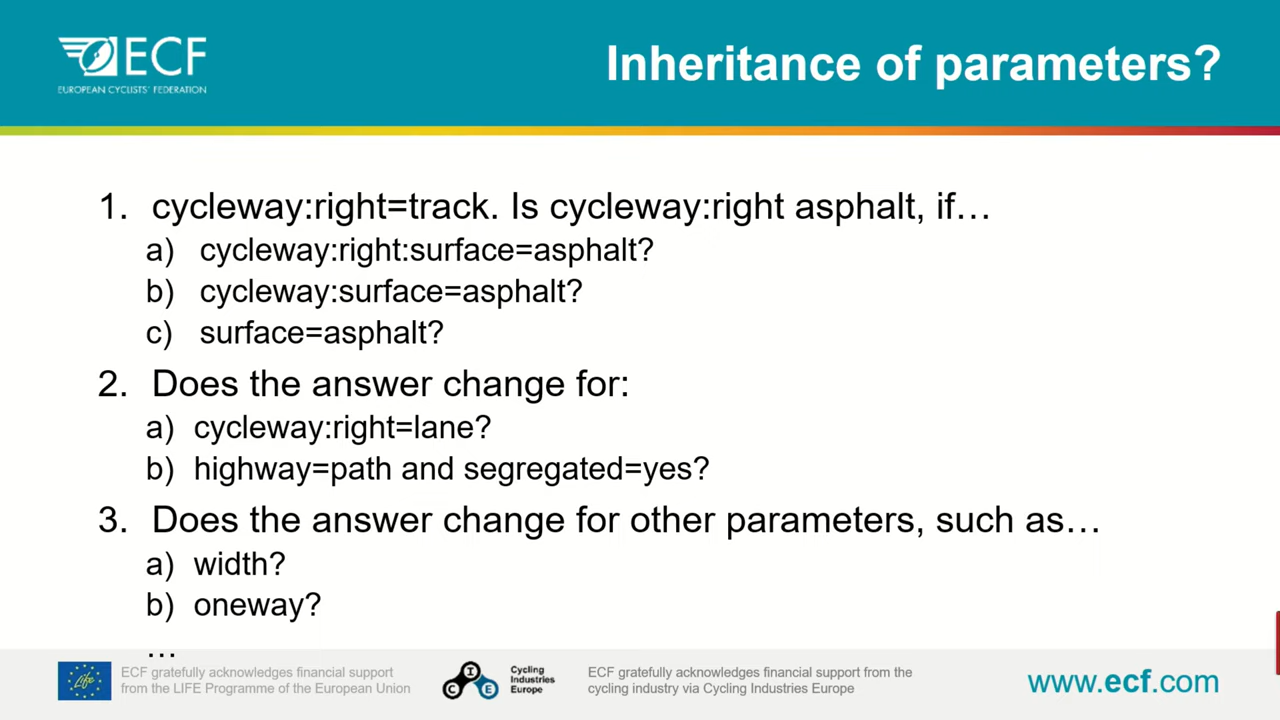 ECF
EUROPEAN CYCLISTS' FEDERATION
Inheritance of parameters?
1. cycleway:right=track. Is cycleway:right asphalt, if…
a) cycleway:right:surface=asphalt?
b) cycleway:surface=asphalt?
c) surface=asphalt?
2. Does the answer change for:
a) cycleway:right=lane?
b) highway=path and segregated=yes?
3. Does the answer change for other parameters, such as…
a) width?
b) oneway?
…
Life
ECF gratefully acknowledges financial support
from the LIFE Programme of the European Union
C I E
Cycling
Industries
Europe
ECF gratefully acknowledges financial support from the
cycling industry via Cycling Industries Europe
www.ecf.com